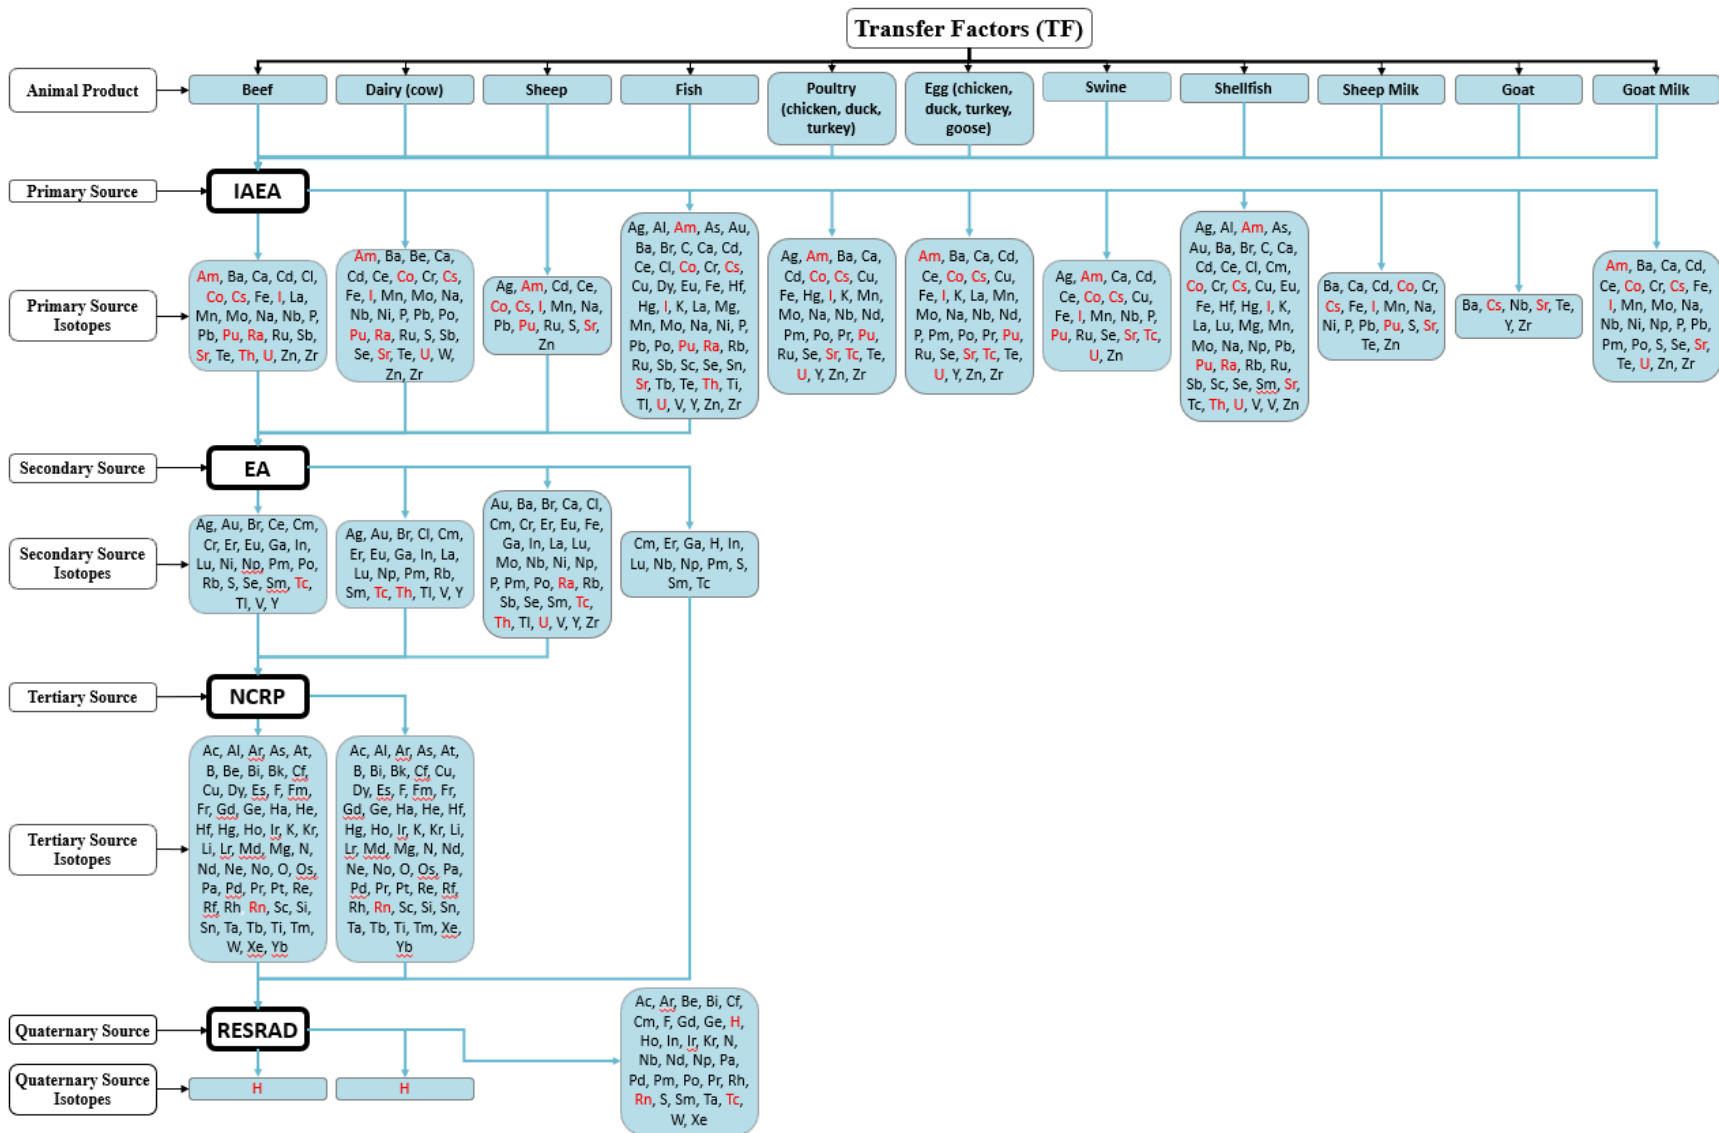 Transfer Factors (TF)
Animal Product
Beef
Dairy (cow)
Sheep
Fish
Poultry
(chicken, duck,
turkey)
Egg (chicken,
duck, turkey,
goose)
Swine
Shellfish
Sheep Milk
Goat
Goat Milk
Primary Source
IAEA
Primary Source
Isotopes
Am, Ba, Ca, Cd, Cl,
Co, Cs, Fe, I, La,
Mn, Mo, Na, Nb, P,
Pb, Pu, Ra, Ru, Sb,
Sr, Te, Th, U, Zn, Zr
Am, Ba, Be, Ca,
Cd, Ce, Co, Cr, Cs,
Fe, I, Mn, Mo, Na,
Nb, Ni, P, Pb, Po,
Pu, Ra, Ru, S, Sb,
Se, Sr, Te, U, W,
Zn, Zr
Ag, Am, Cd, Ce,
Co, Cs, I, Mn, Na,
Pb, Pu, Ru, S, Sr,
Zn
Ag, Al, Am, As, Au,
Ba, Br, C, Ca, Cd,
Ce, Cl, Co, Cr, Cs,
Cu, Dy, Eu, Fe, Hf,
Hg, I, K, La, Mg,
Mn, Mo, Na, Ni, P,
Pb, Po, Pu, Ra, Rb,
Ru, Sb, Sc, Se, Sn,
Sr, Tb, Te, Th, Ti,
Tl, U, V, Y, Zn, Zr
Ag, Am, Ba, Ca,
Cd, Co, Cs, Cu,
Fe, Hg, I, K, Mn,
Mo, Na, Nb, Nd,
Pm, Po, Pr, Pu,
Ru, Se, Sr, Tc, Te,
U, Y, Zn, Zr
Am, Ba, Ca, Cd,
Ce, Co, Cs, Cu,
Fe, I, K, La, Mn,
Mo, Na, Nb, Nd,
P, Pm, Po, Pr, Pu,
Ru, Se, Sr, Tc, Te,
U, Y, Zn, Zr
Ag, Am, Ca, Cd,
Ce, Co, Cs, Cu,
Fe, I, Mn, Nb, P,
Pu, Ru, Se, Sr, Tc,
U, Zn
Ag, Al, Am, As,
Au, Ba, Br, C, Ca,
Cd, Ce, Cl, Cm,
Co, Cr, Cs, Cu, Eu,
Fe, Hf, Hg, I, K,
La, Lu, Mg, Mn,
Mo, Na, Np, Pb,
Pu, Ra, Rb, Ru,
Sb, Sc, Se, Sm, Sr,
Tc, Th, U, V, V, Zn
Ba, Ca, Cd, Co, Cr,
Cs, Fe, I, Mn, Na,
Ni, P, Pb, Pu, S, Sr,
Te, Zn
Ba, Cs, Nb, Sr, Te,
Y, Zr
Am, Ba, Ca, Cd,
Ce, Co, Cr, Cs, Fe,
I, Mn, Mo, Na,
Nb, Ni, Np, P, Pb,
Pm, Po, S, Se, Sr,
Te, U, Zn, Zr
Secondary Source
EA
Secondary Source
Isotopes
Ag, Au, Br, Ce, Cm,
Cr, Er, Eu, Ga, In,
Lu, Ni, Np, Pm, Po,
Rb, S, Se, Sm, Tc,
Tl, V, Y
Ag, Au, Br, Cl, Cm,
Er, Eu, Ga, In, La,
Lu, Np, Pm, Rb,
Sm, Tc, Th, Tl, V, Y
Au, Ba, Br, Ca, Cl,
Cm, Cr, Er, Eu, Fe,
Ga, In, La, Lu,
Mo, Nb, Ni, Np,
P, Pm, Po, Ra, Rb,
Sb, Se, Sm, Tc,
Th, Tl, U, V, Y, Zr
Cm, Er, Ga, H, In,
Lu, Nb, Np, Pm, S,
Sm, Tc
Tertiary Source
NCRP
Tertiary Source
Isotopes
Ac, Al, Ar, As, At,
B, Be, Bi, Bk, Cf,
Cu, Dy, Es, F, Fm,
Fr, Gd, Ge, Ha, He,
Hf, Hg, Ho, Ir, K, Kr,
Li, Lr, Md, Mg, N,
Nd, Ne, No, O, Os,
Pa, Pd, Pr, Pt, Re,
Rf, Rh, Rn, Sc, Si,
Sn, Ta, Tb, Ti, Tm,
W, Xe, Yb
Ac, Al, Ar, As, At,
B, Bi, Bk, Cf, Cu,
Dy, Es, F, Fm, Fr,
Gd, Ge, Ha, He, Hf,
Hg, Ho, Ir, K, Kr, Li,
Lr, Md, Mg, N, Nd,
Ne, No, O, Os, Pa,
Pd, Pr, Pt, Re, Rf,
Rh, Rn, Sc, Si, Sn,
Ta, Tb, Ti, Tm, Xe,
Yb
Quaternary Source
RESRAD
Quaternary Source
Isotopes
H
H
Ac, Ar, Be, Bi, Cf,
Cm, F, Gd, Ge, H,
Ho, In, Ir, Kr, N,
Nb, Nd, Np, Pa,
Pd, Pm, Po, Pr, Rh,
Rn, S, Sm, Ta, Tc,
W, Xe